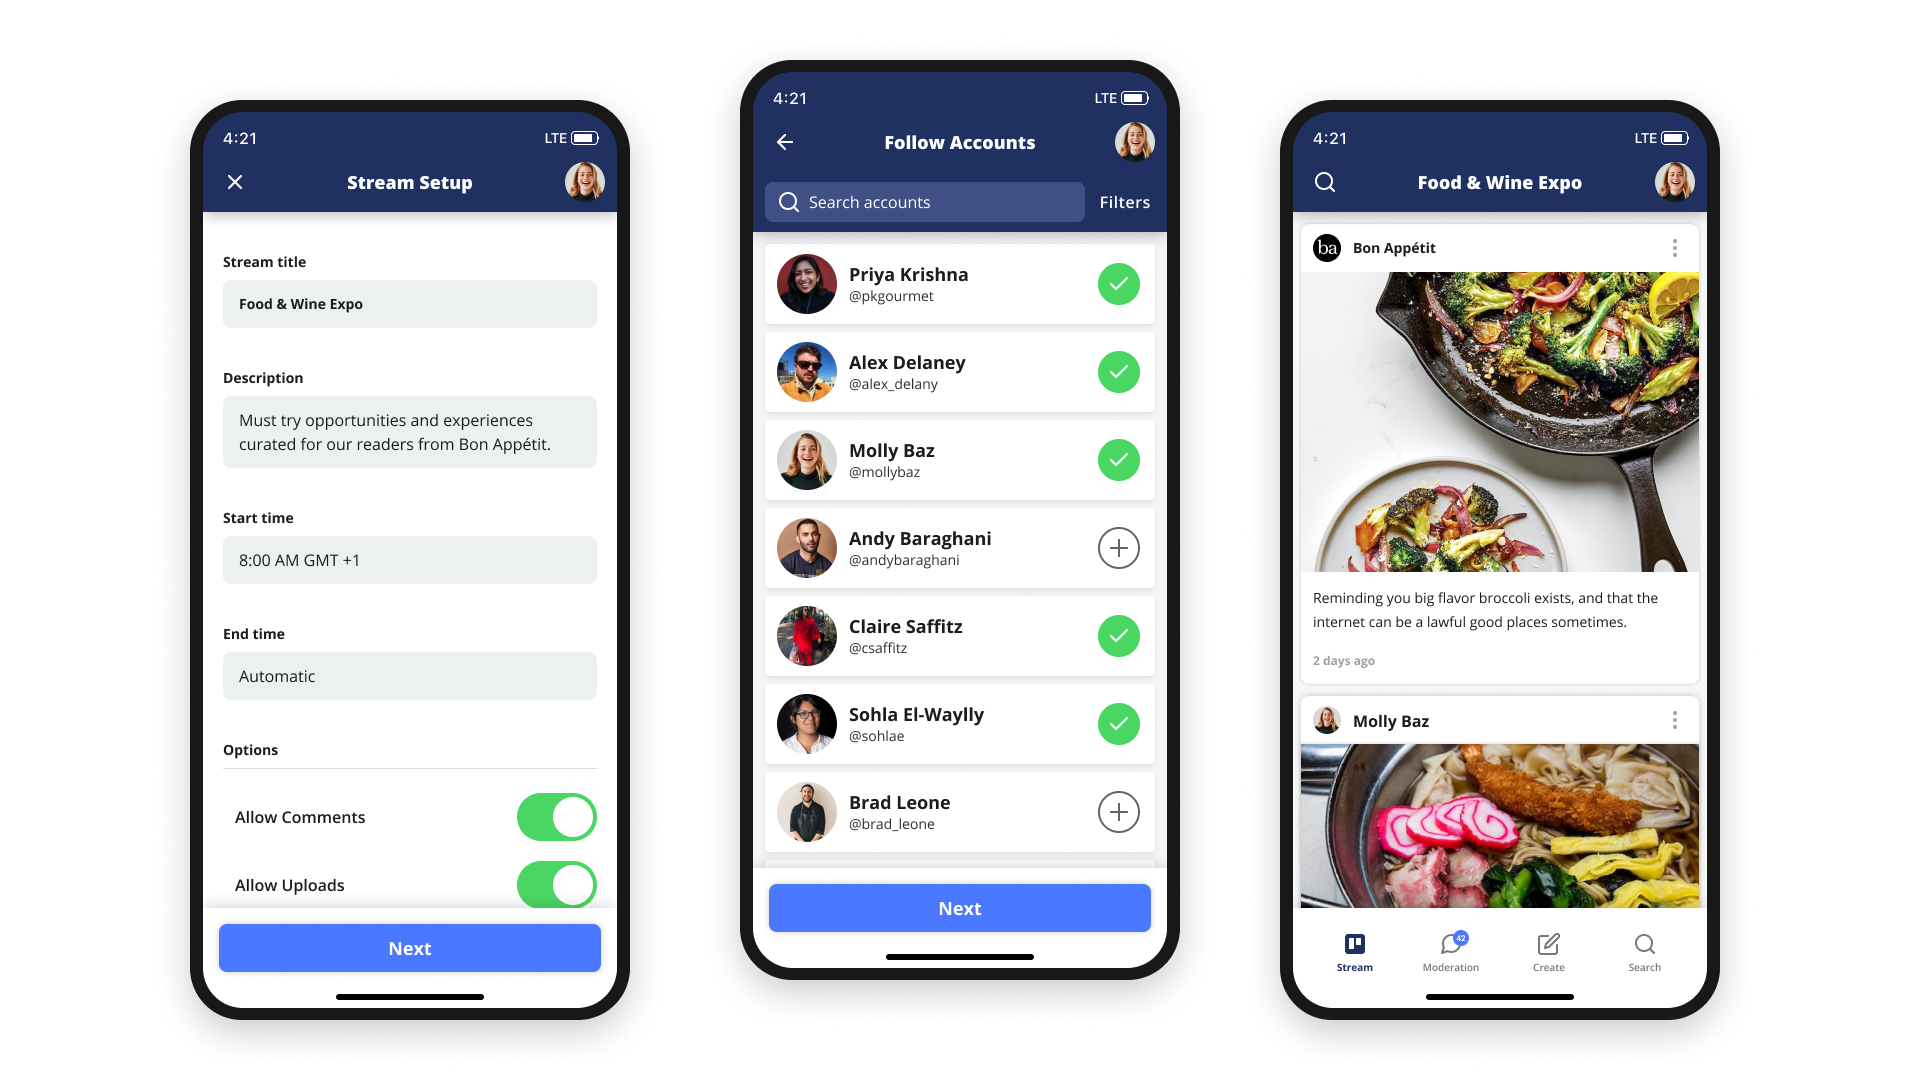 4:21
LTE
Stream Setup
Stream title
Food & Wine Expo
Description
Must try opportunities and experiences
curated for our readers from Bon Appétit.
Start time
8:00 AM GMT +1
End time
Automatic
Options
Allow Comments
Allow Uploads
Next
4:21
LTE
Follow Accounts
Search accounts
Filters
Priya Krishna
@pkgourmet
Alex Delaney
@alex_delany
Molly Baz
@mollybaz
Andy Baraghani
@andybaraghani
Claire Saffitz
@csaffitz
Sohla El-Waylly
@sohlae
Brad Leone
@brad_leone
Next
4:21
LTE
Food & Wine Expo
ba
Bon Appétit
Reminding you big flavor broccoli exists, and that the
internet can be a lawful good places sometimes.
2 days ago
Molly Baz
42
Stream
Moderation
Create
Search